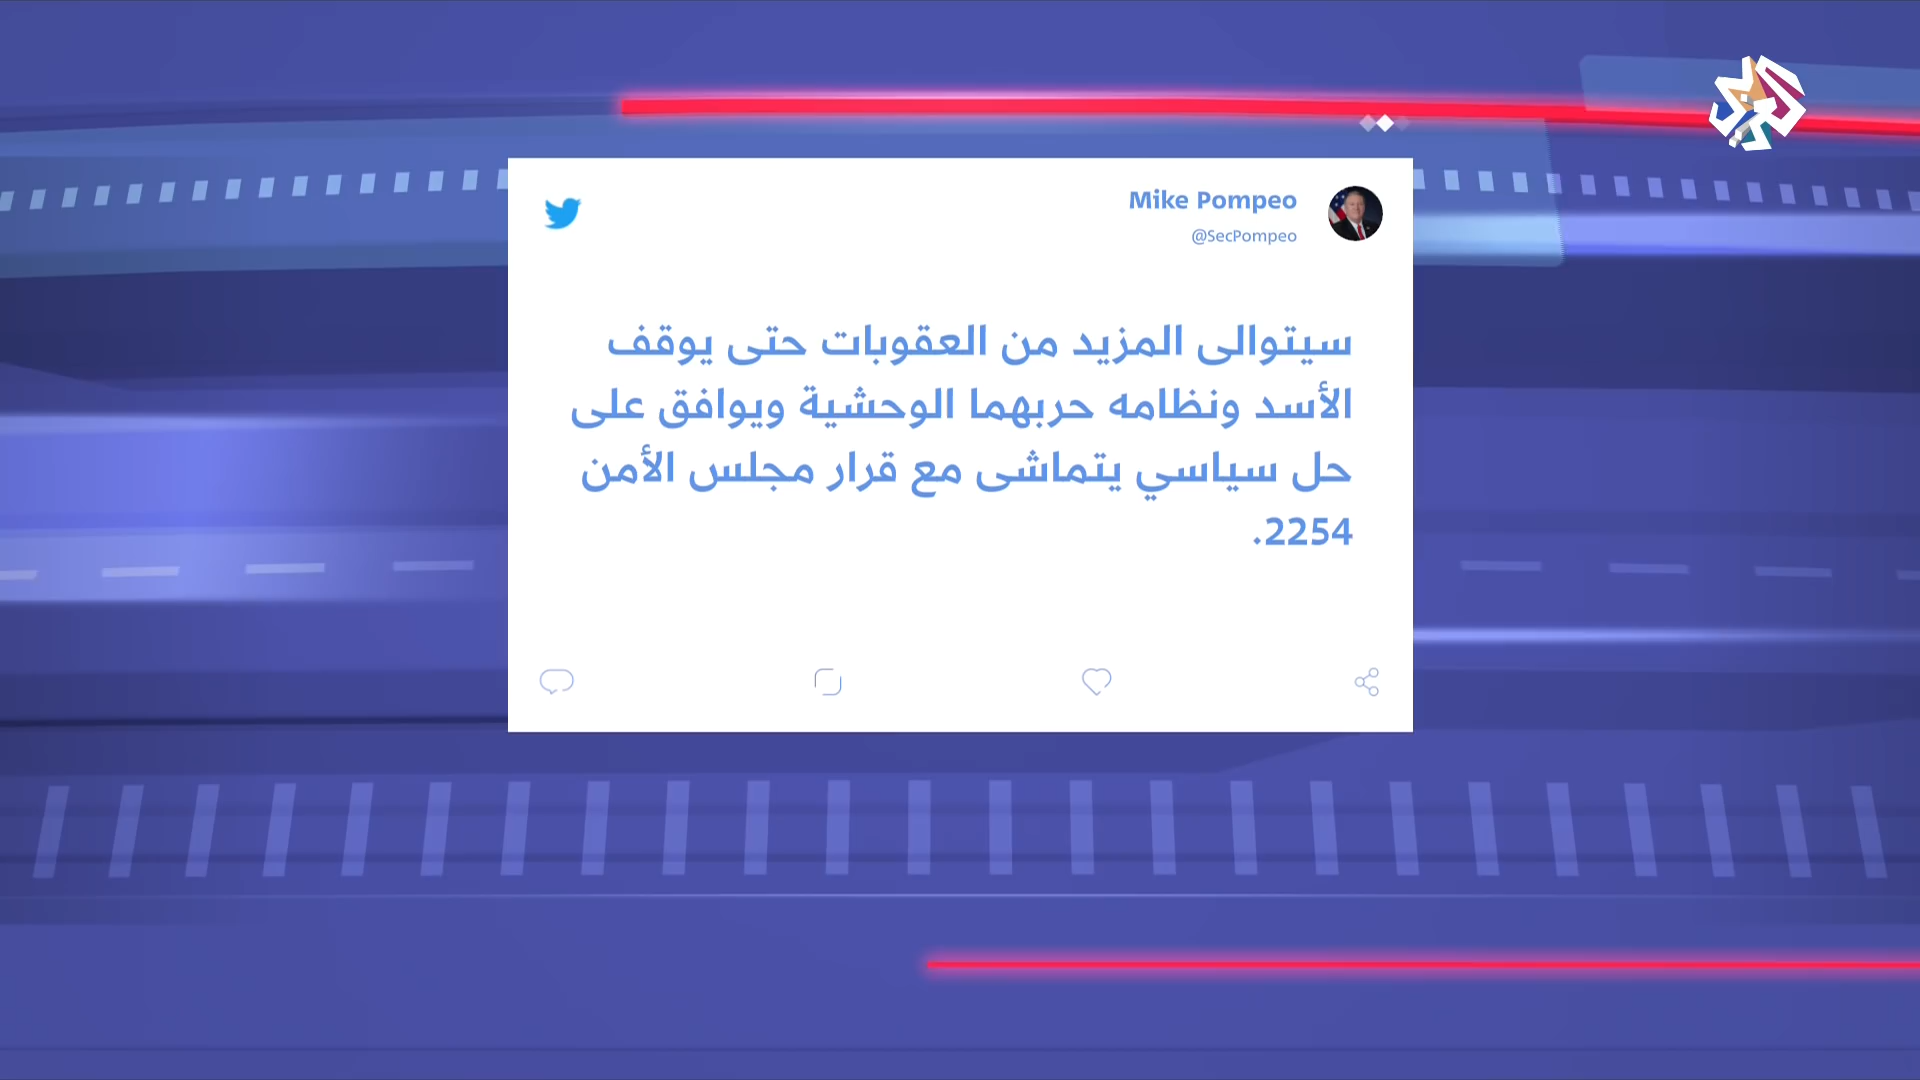 Mike Pompeo
@SecPompeo
سيتوالى المزيد من العقوبات حتى يوقف
الأسد ونظامه حربهما الوحشية ويوافق على
حل سياسي يتماشى مع قرار مجلس الأمن
2254.